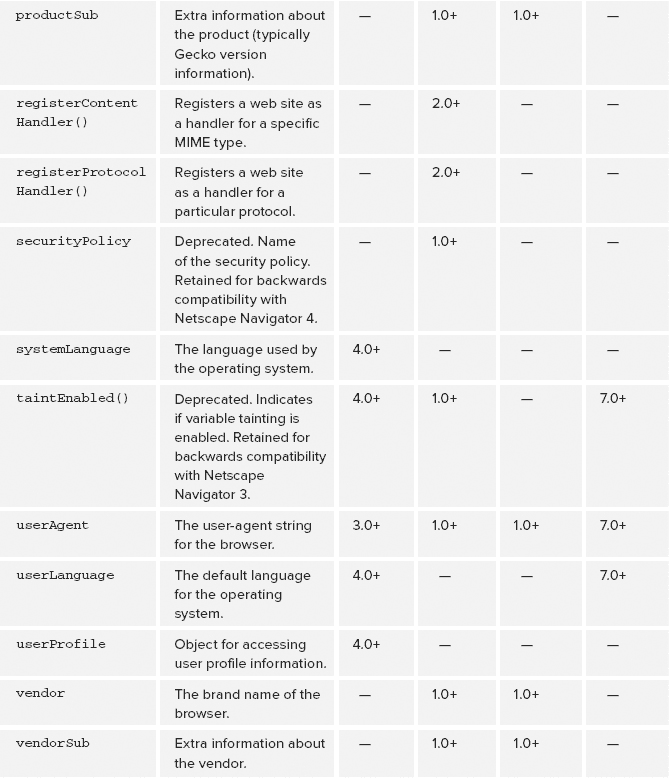 productSub Extra information about — 1.0+ 1.0+ —
the product (typically
Gecko version
information).
registerContent Registers a web site as — 2.0+ — —
Handler() a handler for a specific
MIME type.
registerProtocol Registers a web site — 2.0+ — —
Handler() as a handler for a
particular protocol.
securityPolicy Deprecated. Name — 1.0+ — —
of the security policy.
Retained for backwards
compatibility with
Netscape Navigator 4.
systemLanguage The language used by 4.0+ — — —
the operating system.
taintEnabled() Deprecated. Indicates 4.0+ 1.0+ — 7.0+
if variable tainting is
enabled. Retained for
backwards compatibility
with Netscape
Navigator 3.
userAgent The user-agent string 3.0+ 1.0+ 1.0+ 7.0+
for the browser.
userLanguage The default language 4.0+ — — 7.0+
for the operating
system.
userProfile Object for accessing 4.0+ — — —
user profile information.
vendor The brand name of the — 1.0+ 1.0+ —
browser.
vendorSub Extra information about — 1.0+ 1.0+ —
the vendor.